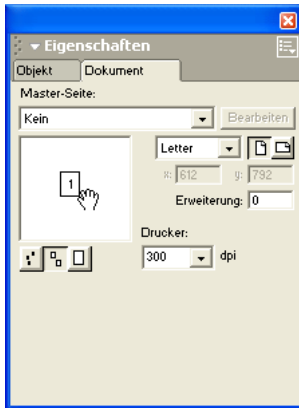 Eigenschaften
Objekt Dokument
Master-Seite:
Kein Bearbeiten
1
Letter
x: 612 y: 792
Erweiterung: 0
Drucker:
300 dpi